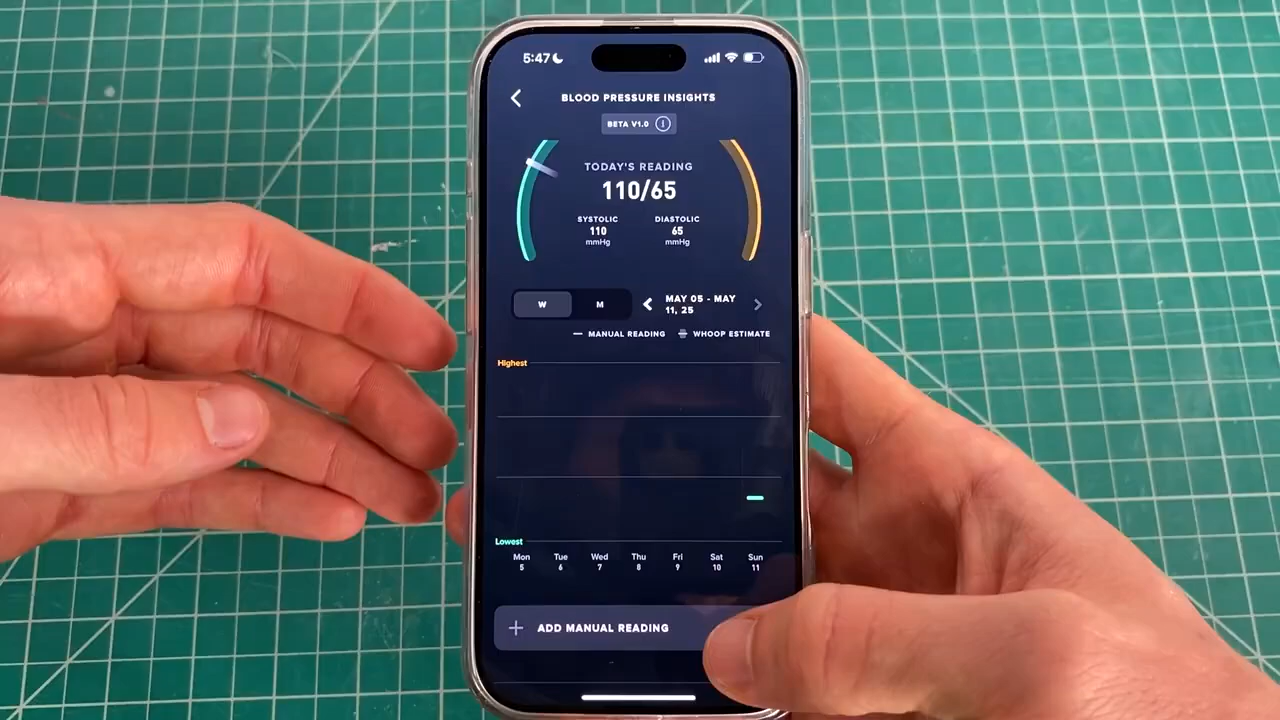 5:47
BLOOD PRESSURE INSIGHTS
BETA V1.0 i
TODAY'S READING
110/65
SYSTOLIC DIASTOLIC
110 65
mmHg mmHg
W M MAY 05 - MAY
11, 25
MANUAL READING WHOOP ESTIMATE
Highest
Lowest
Mon Tue Wed Thu Fri Sat Sun
5 6 7 8 9 10 11
+ ADD MANUAL READING